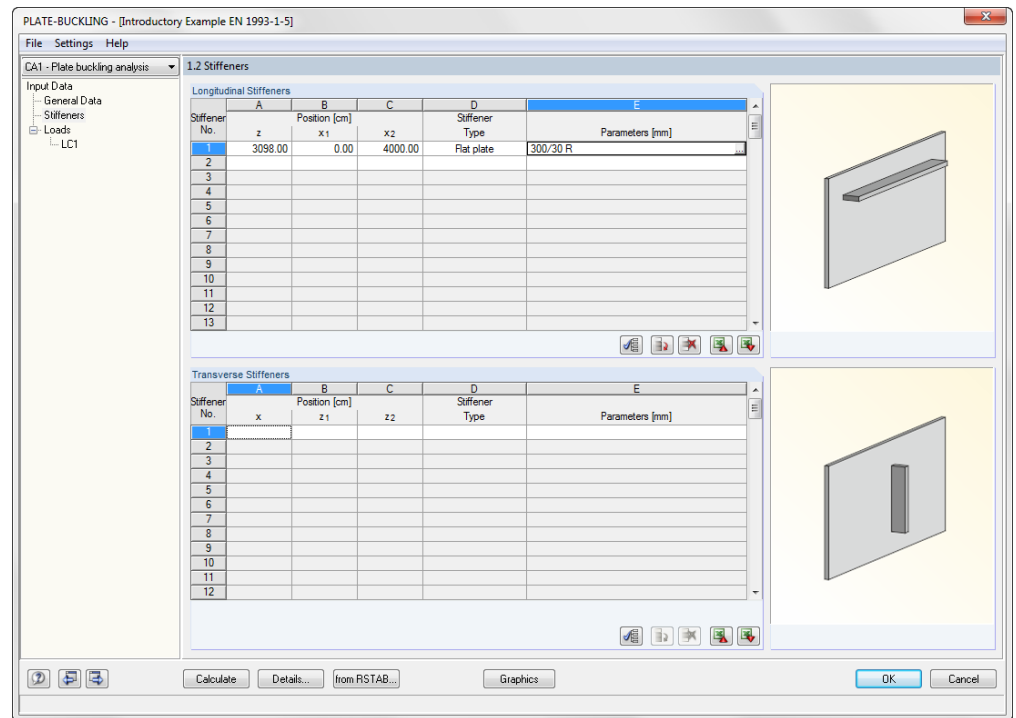 PLATE-BUCKLING - [Introductory Example EN 1993-1-5]
File Settings Help
CA1 - Plate buckling analysis
1.2 Stiffeners
Input Data
General Data
Stiffeners
Loads
LC1
Longitudinal Stiffeners
A B C D E
Stiffener Position [cm] Stiffener
No. z x1 x2 Type Parameters [mm]
1 3098.00 0.00 4000.00 Flat plate 300/30 R ...
2
3
4
5
6
7
8
9
10
11
12
13
Transverse Stiffeners
A B C D E
Stiffener Position [cm] Stiffener
No. x z1 z2 Type Parameters [mm]
1
2
3
4
5
6
7
8
9
10
11
12
Calculate Details... from RSTAB... Graphics OK Cancel